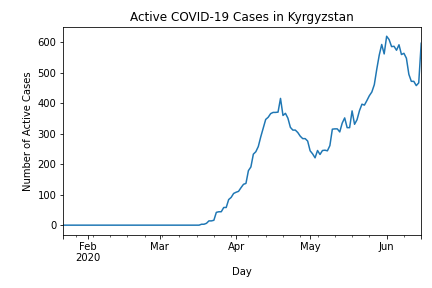 Active COVID-19 Cases in Kyrgyzstan
600
500
400
300
200
100
0
Number of Active Cases
Feb
2020
Mar
Apr
May
Jun
Day